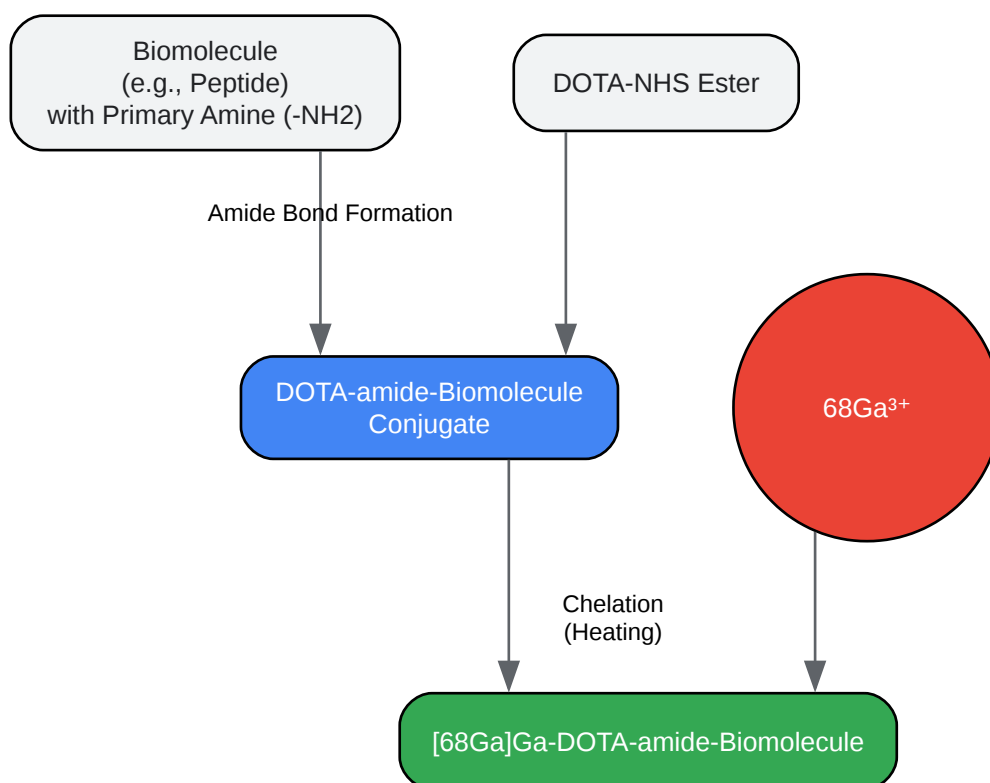 Biomolecule
(e.g., Peptide)
with Primary Amine (-NH2)
DOTA-NHS Ester
Amide Bond Formation
DOTA-amide-Biomolecule
Conjugate
68Ga³⁺
Chelation
(Heating)
[68Ga]Ga-DOTA-amide-Biomolecule